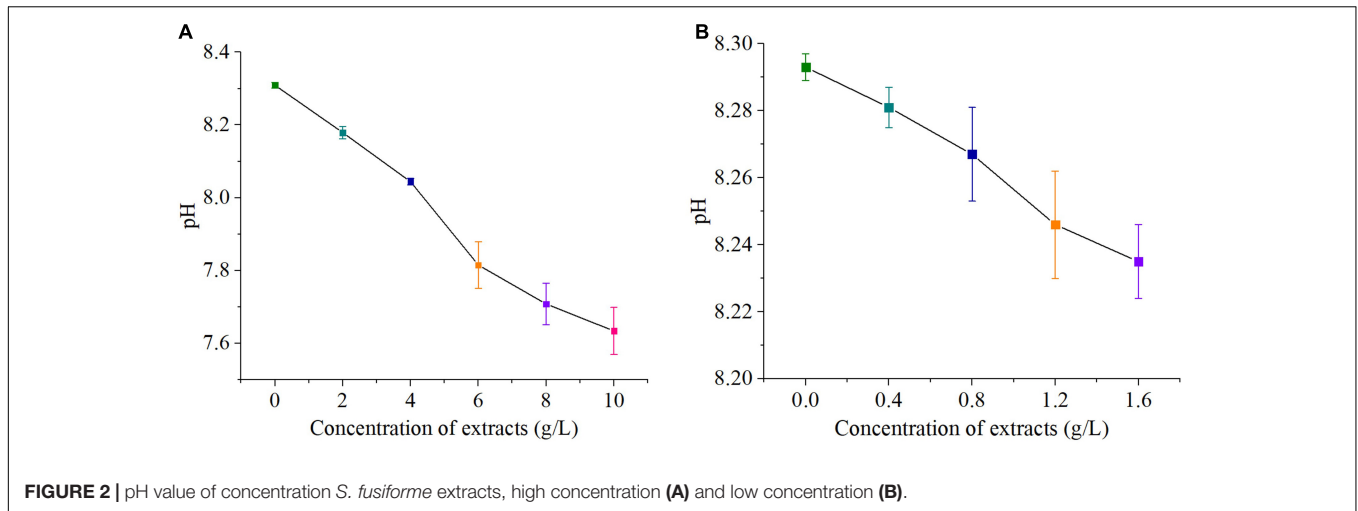 A
8.4
8.2
8.0
7.8
7.6
pH
0 2 4 6 8 10
Concentration of extracts (g/L)
B
8.30
8.28
8.26
8.24
8.22
8.20
pH
0.0 0.4 0.8 1.2 1.6
Concentration of extracts (g/L)
FIGURE 2 | pH value of concentration S. fusiforme extracts, high concentration (A) and low concentration (B).